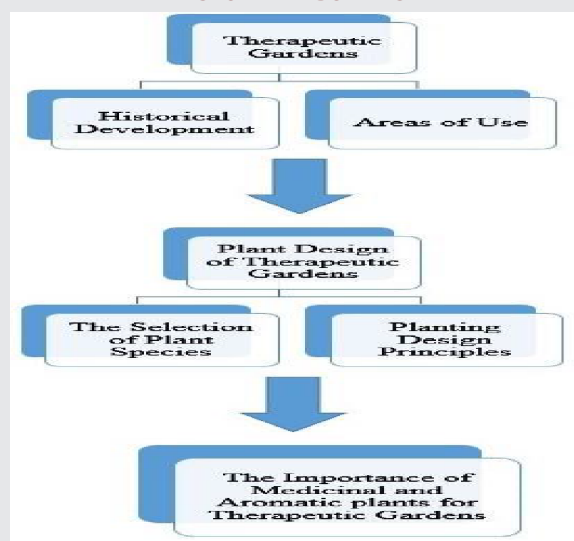 Therapeutic
Gardens
Historical
Development
Areas of Use
Plant Design
of Therapeutic
Gardens
The Selection
of Plant
Species
Planting
Design
Principles
The Importance of
Medicinal and
Aromatic plants for
Therapeutic Gardens